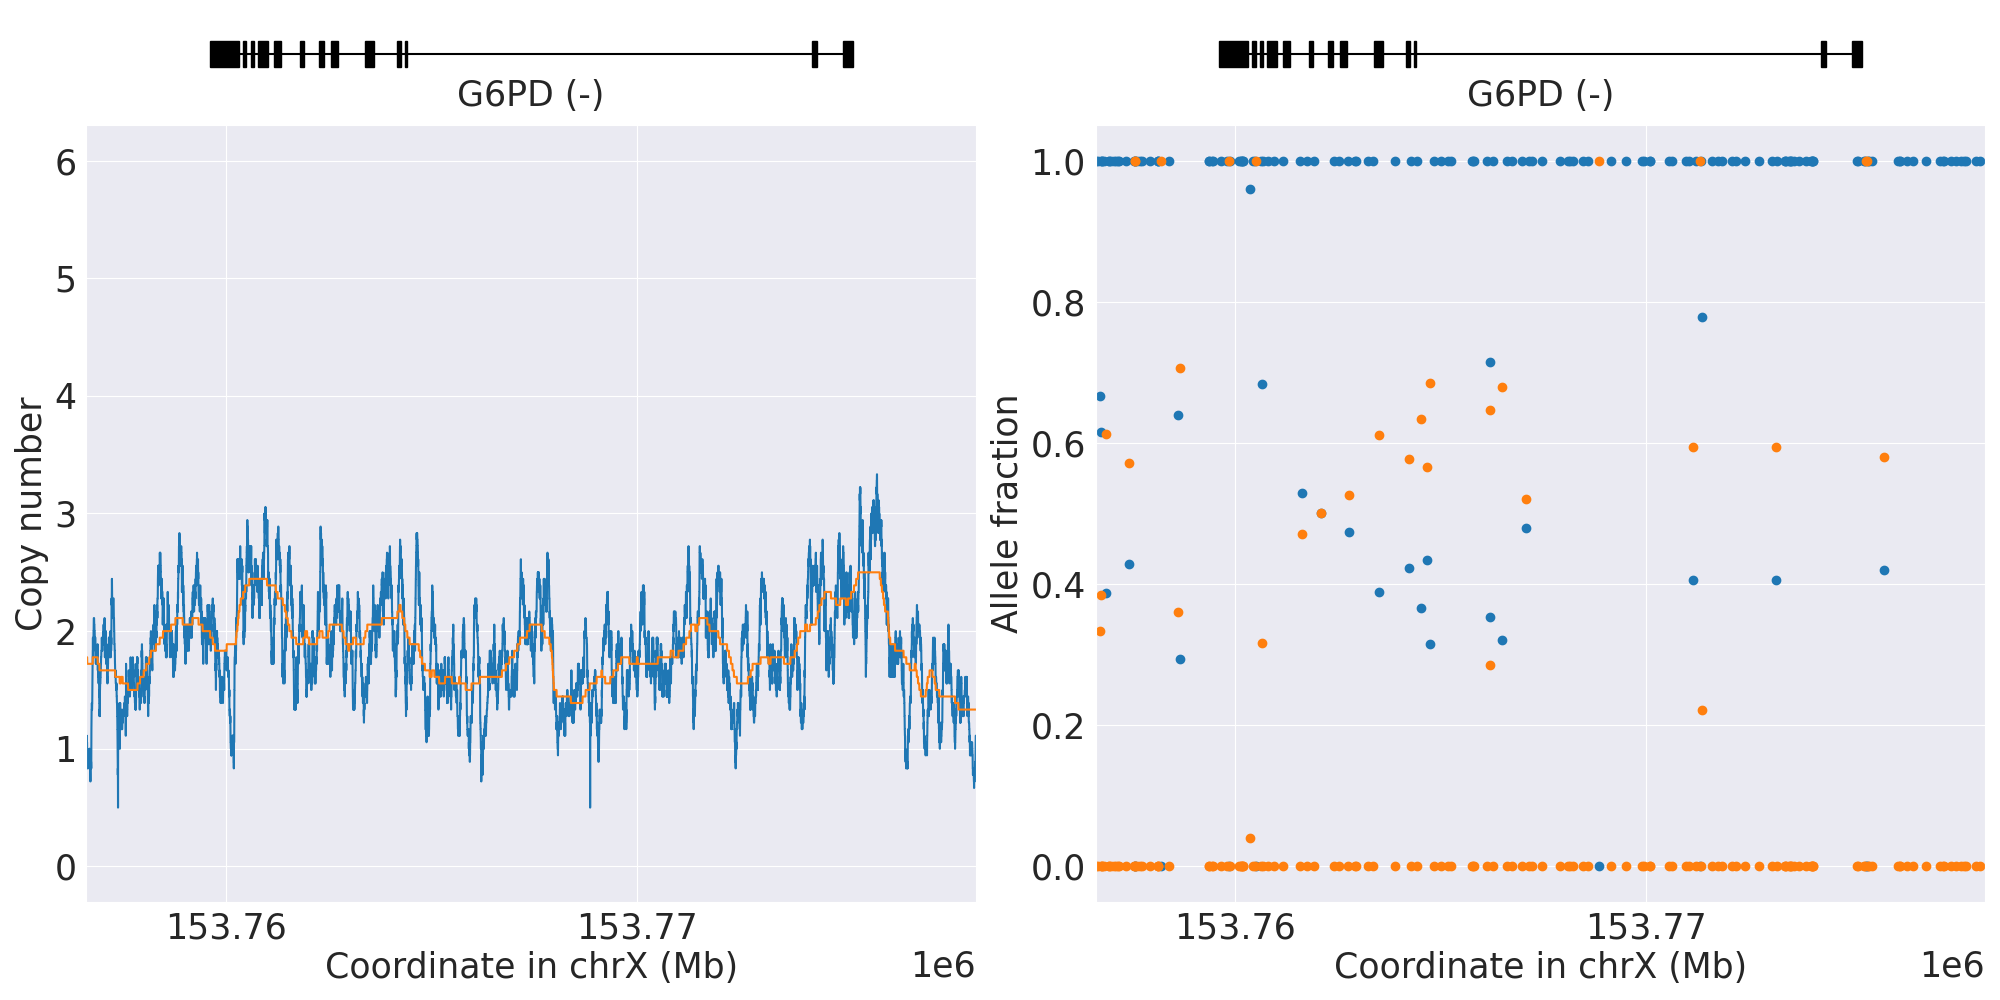 G6PD (-)
6
5
4
3
2
1
0
Copy number
153.76
153.77
Coordinate in chrX (Mb)
1e6
G6PD (-)
1.0
0.8
0.6
0.4
0.2
0.0
Allele fraction
153.76
153.77
Coordinate in chrX (Mb)
1e6